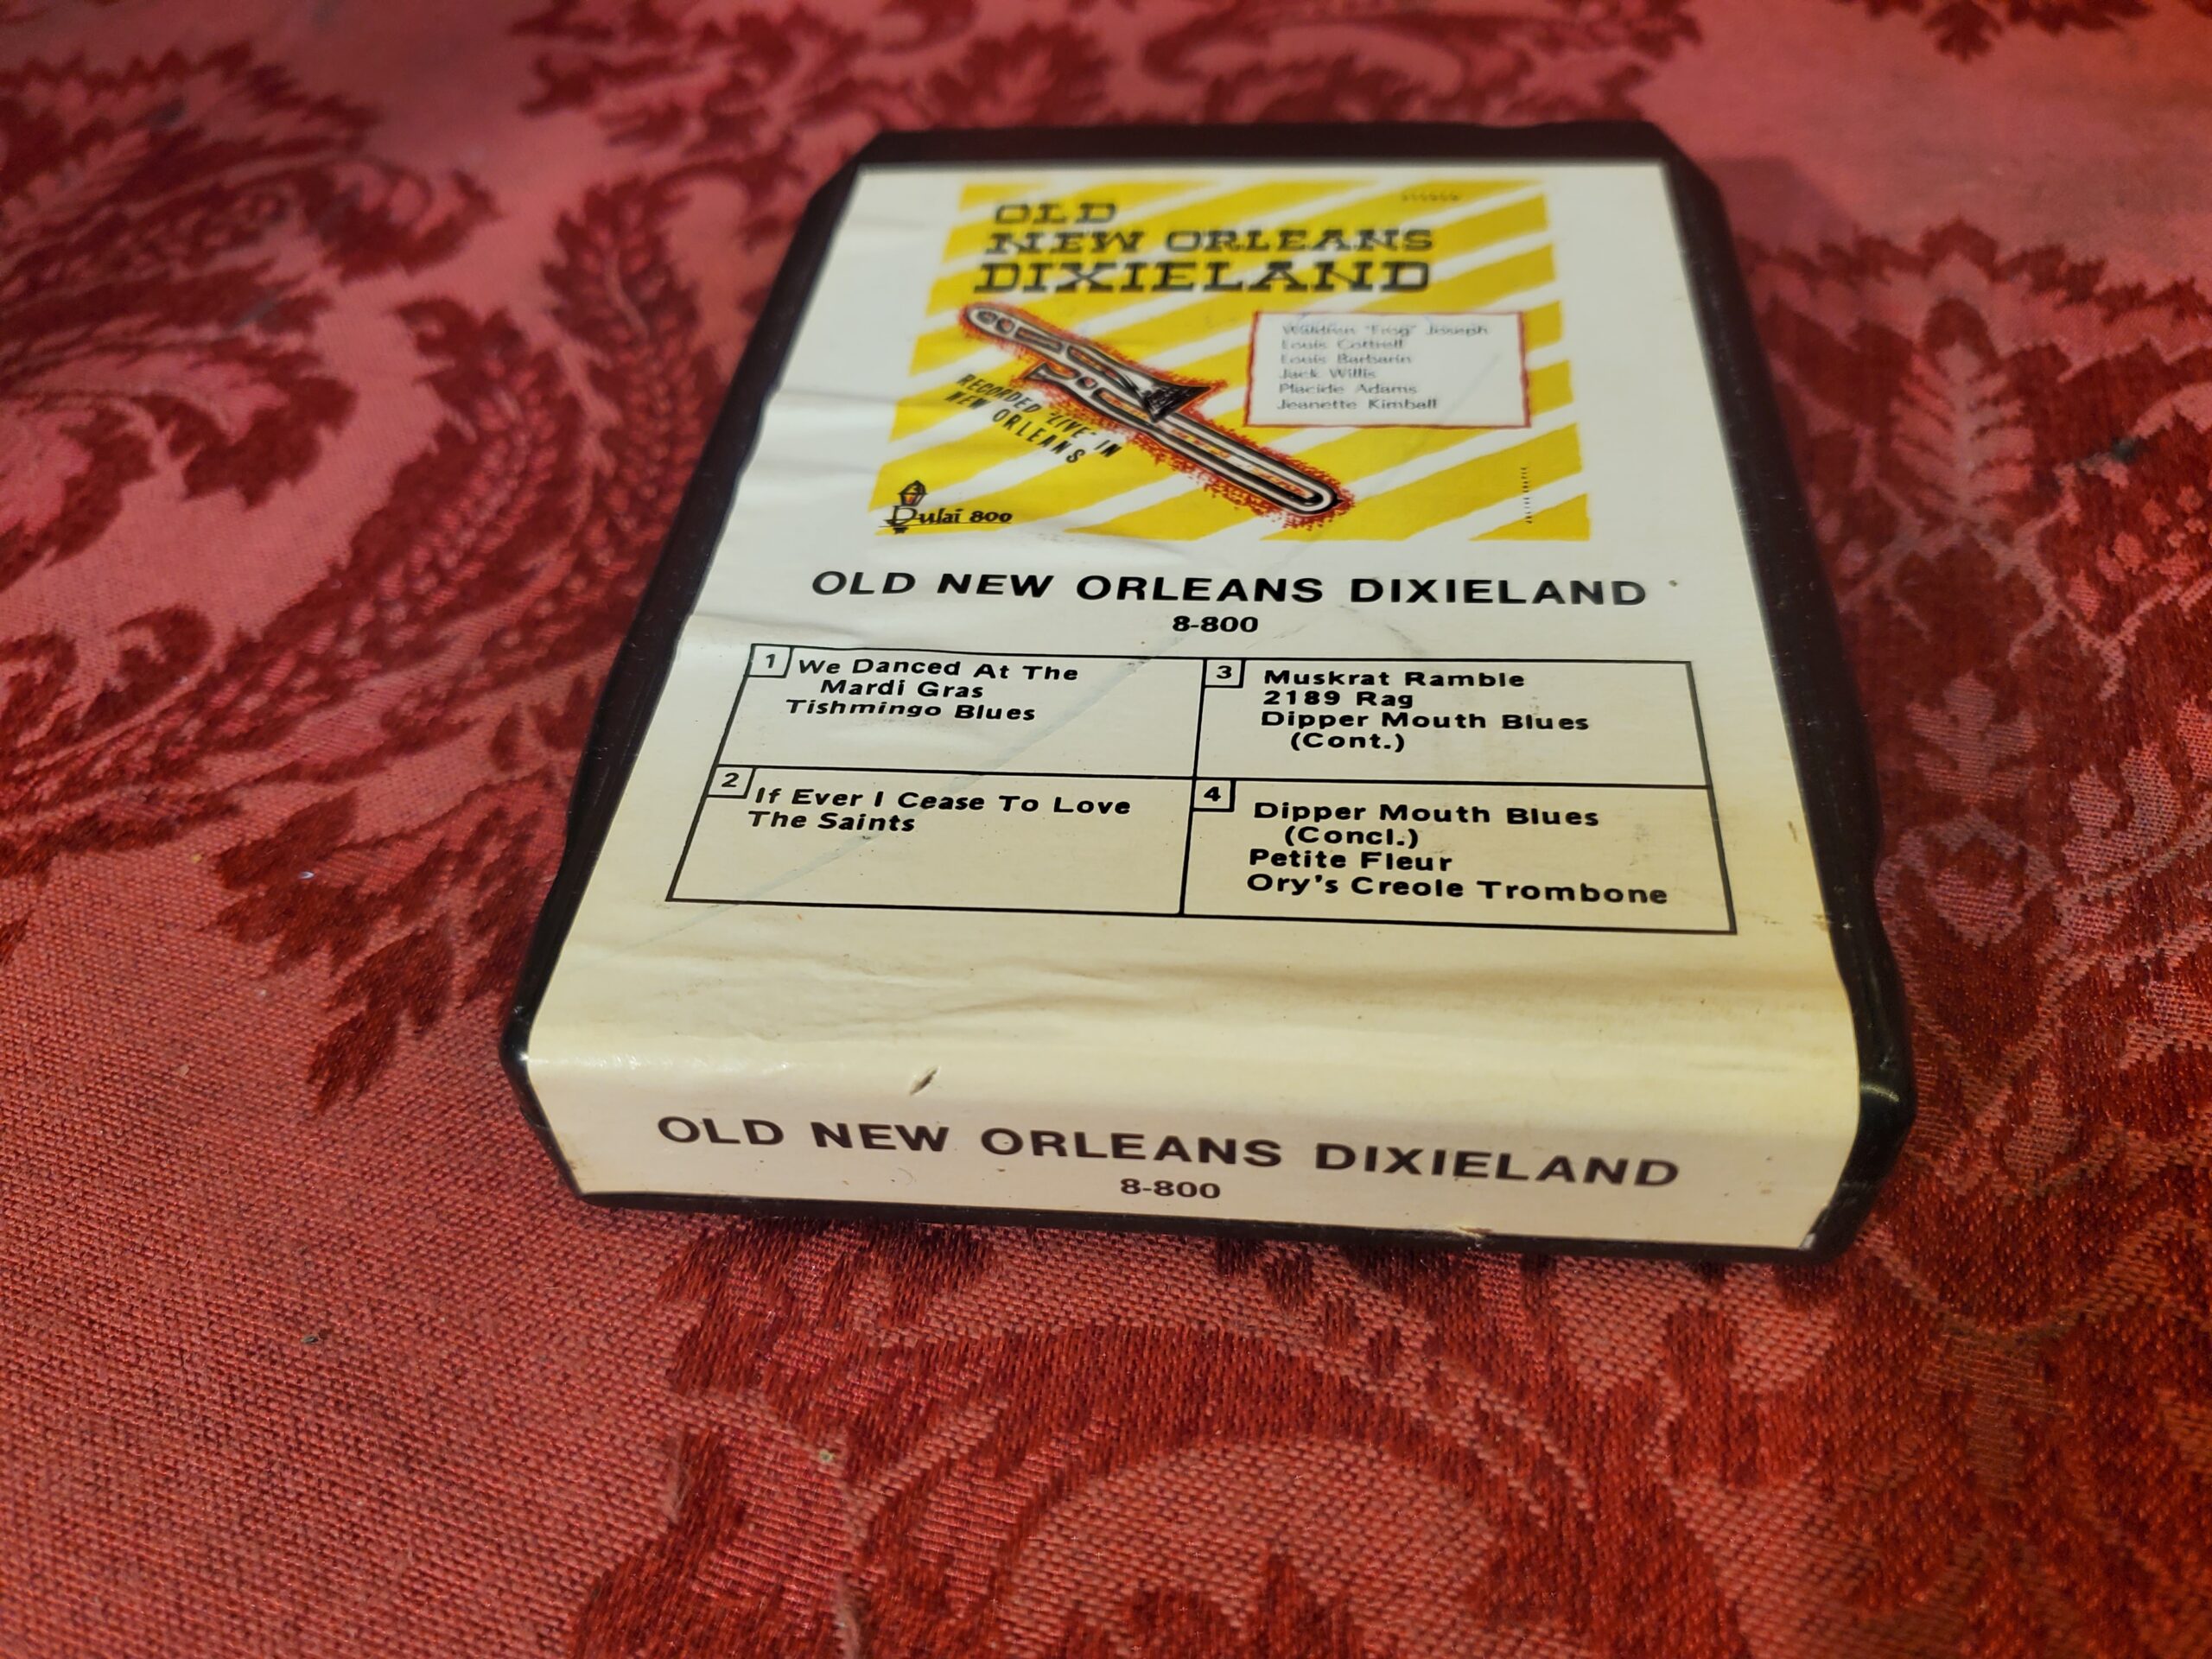 OLD
NEW ORLEANS
DIXIELAND
Waldren "Frog" Joseph
Louis Cottrell
Louis Barbarin
Jack Willis
Placide Adams
Jeanette Kimball
RECORDED "LIVE" IN
NEW ORLEANS
Dulai 800
OLD NEW ORLEANS DIXIELAND
8-800
1 We Danced At The
Mardi Gras
Tishmingo Blues
2 If Ever I Cease To Love
The Saints
3 Muskrat Ramble
2189 Rag
Dipper Mouth Blues
(Cont.)
4 Dipper Mouth Blues
(Concl.)
Petite Fleur
Ory's Creole Trombone
OLD NEW ORLEANS DIXIELAND
8-800